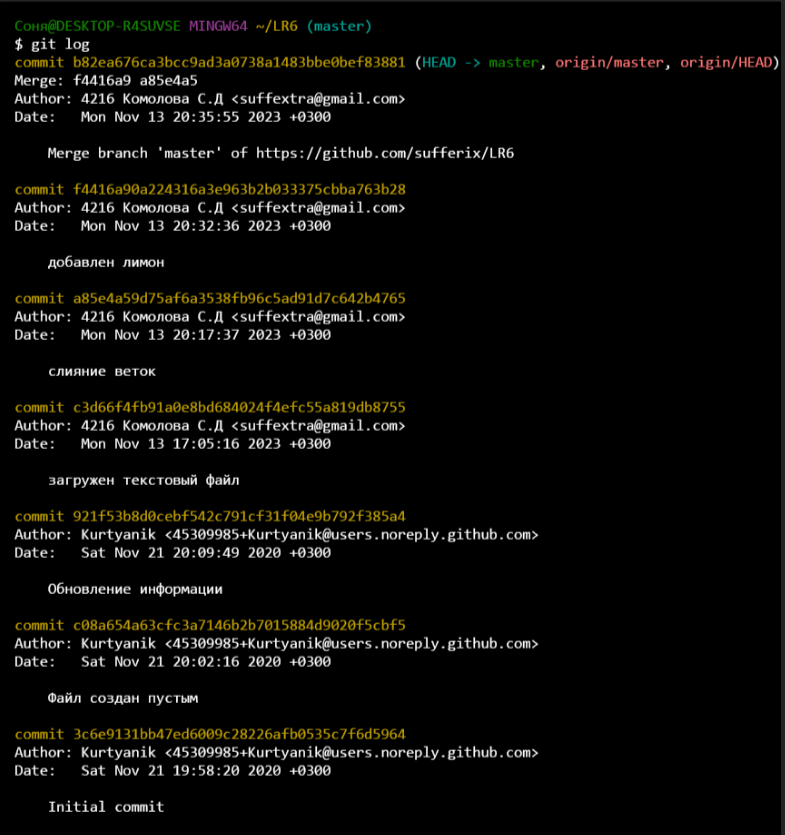 Соня@DESKTOP-R4SUVSE MINGW64 ~/LR6 (master)
$ git log
commit b82ea676ca3bcc9ad3a0738a1483bbe0bef83881 (HEAD -> master, origin/master, origin/HEAD)
Merge: f4416a9 a85e4a5
Author: 4216 Комолова С.Д <suffextra@gmail.com>
Date:   Mon Nov 13 20:35:55 2023 +0300
Merge branch 'master' of https://github.com/sufferix/LR6
commit f4416a90a224316a3e963b2b033375cbba763b28
Author: 4216 Комолова С.Д <suffextra@gmail.com>
Date:   Mon Nov 13 20:32:36 2023 +0300
добавлен лимон
commit a85e4a59d75af6a3538fb96c5ad91d7c642b4765
Author: 4216 Комолова С.Д <suffextra@gmail.com>
Date:   Mon Nov 13 20:17:37 2023 +0300
слияние веток
commit c3d66f4fb91a0e8bd684024f4efc55a819db8755
Author: 4216 Комолова С.Д <suffextra@gmail.com>
Date:   Mon Nov 13 17:05:16 2023 +0300
загружен текстовый файл
commit 921f53b8d0cebf542c791cf31f04e9b792f385a4
Author: Kurtyanik <45309985+Kurtyanik@users.noreply.github.com>
Date:   Sat Nov 21 20:09:49 2020 +0300
Обновление информации
commit c08a654a63cfc3a7146b2b7015884d9020f5cbf5
Author: Kurtyanik <45309985+Kurtyanik@users.noreply.github.com>
Date:   Sat Nov 21 20:02:16 2020 +0300
Файл создан пустым
commit 3c6e9131bb47ed6009c28226afb0535c7f6d5964
Author: Kurtyanik <45309985+Kurtyanik@users.noreply.github.com>
Date:   Sat Nov 21 19:58:20 2020 +0300
Initial commit